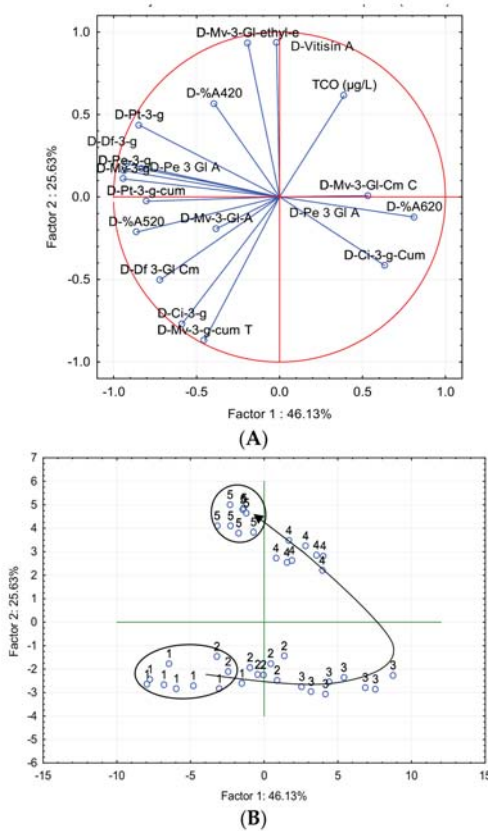 D-Mv-3-Gl-ethyl-e
D-Vitisin A
TCO (µg/L)
D-%A420
D-Pt-3-g
D-Df-3-g
D-Pe-3-g
D-Pe 3 Gl A
D-Mv-3-g
D-Pt-3-g-cum
D-Mv-3-Gl-Cm C
D-Pe 3 Gl A
D-%A620
D-%A520
D-Mv-3-Gl-A
D-Ci-3-g-Cum
D-Df 3-Gl Cm
D-Ci-3-g
D-Mv-3-g-cum T
1.0
0.5
0.0
-0.5
-1.0
Factor 2 : 25.63%
-1.0 -0.5 0.0 0.5 1.0
Factor 1 : 46.13%
(A)
7
6
5
4
3
2
1
0
-1
-2
-3
-4
-5
-6
Factor 2: 25.63%
5 5 5 5 5 5 5 5
4 4 4 4 4 4 4
1 1 1 1 1 1 1 1
2 2 2 2 2 2 2 2
3 3 3 3 3 3 3 3
-15 -10 -5 0 5 10 15
Factor 1: 46.13%
(B)